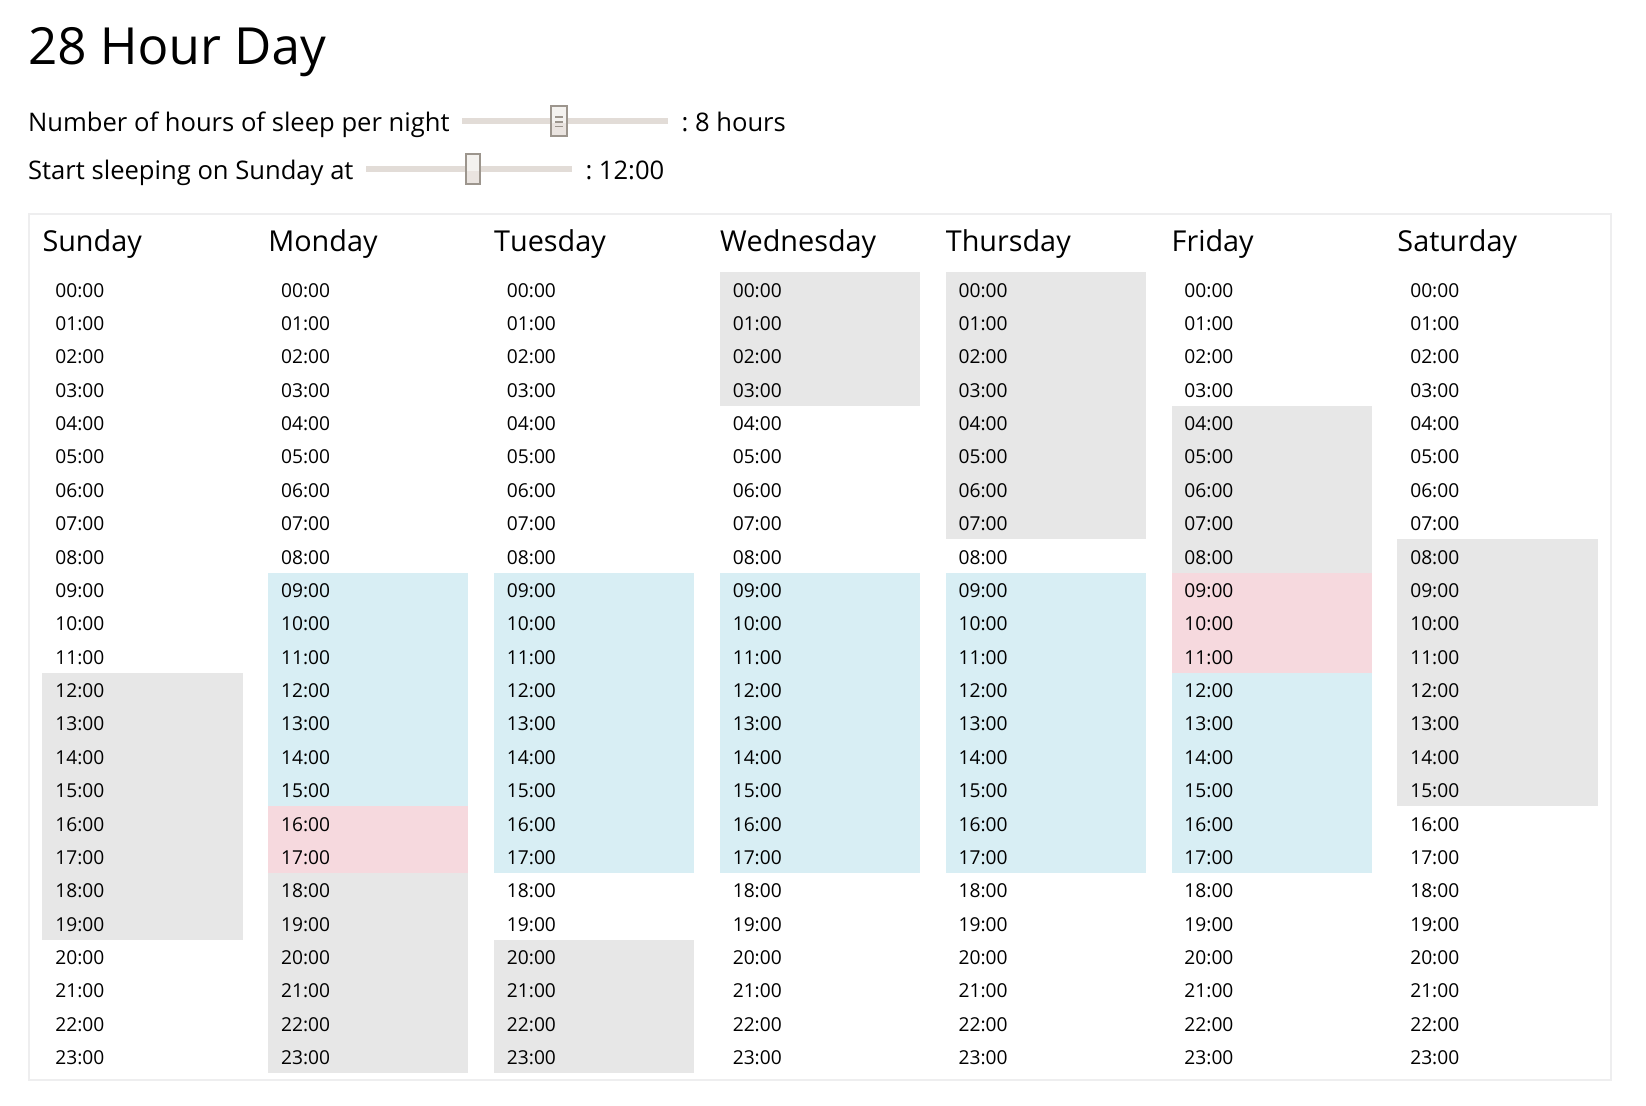 28 Hour Day
Number of hours of sleep per night : 8 hours
Start sleeping on Sunday at : 12:00
Sunday Monday Tuesday Wednesday Thursday Friday Saturday
00:00 00:00 00:00 00:00 00:00 00:00 00:00
01:00 01:00 01:00 01:00 01:00 01:00 01:00
02:00 02:00 02:00 02:00 02:00 02:00 02:00
03:00 03:00 03:00 03:00 03:00 03:00 03:00
04:00 04:00 04:00 04:00 04:00 04:00 04:00
05:00 05:00 05:00 05:00 05:00 05:00 05:00
06:00 06:00 06:00 06:00 06:00 06:00 06:00
07:00 07:00 07:00 07:00 07:00 07:00 07:00
08:00 08:00 08:00 08:00 08:00 08:00 08:00
09:00 09:00 09:00 09:00 09:00 09:00 09:00
10:00 10:00 10:00 10:00 10:00 10:00 10:00
11:00 11:00 11:00 11:00 11:00 11:00 11:00
12:00 12:00 12:00 12:00 12:00 12:00 12:00
13:00 13:00 13:00 13:00 13:00 13:00 13:00
14:00 14:00 14:00 14:00 14:00 14:00 14:00
15:00 15:00 15:00 15:00 15:00 15:00 15:00
16:00 16:00 16:00 16:00 16:00 16:00 16:00
17:00 17:00 17:00 17:00 17:00 17:00 17:00
18:00 18:00 18:00 18:00 18:00 18:00 18:00
19:00 19:00 19:00 19:00 19:00 19:00 19:00
20:00 20:00 20:00 20:00 20:00 20:00 20:00
21:00 21:00 21:00 21:00 21:00 21:00 21:00
22:00 22:00 22:00 22:00 22:00 22:00 22:00
23:00 23:00 23:00 23:00 23:00 23:00 23:00